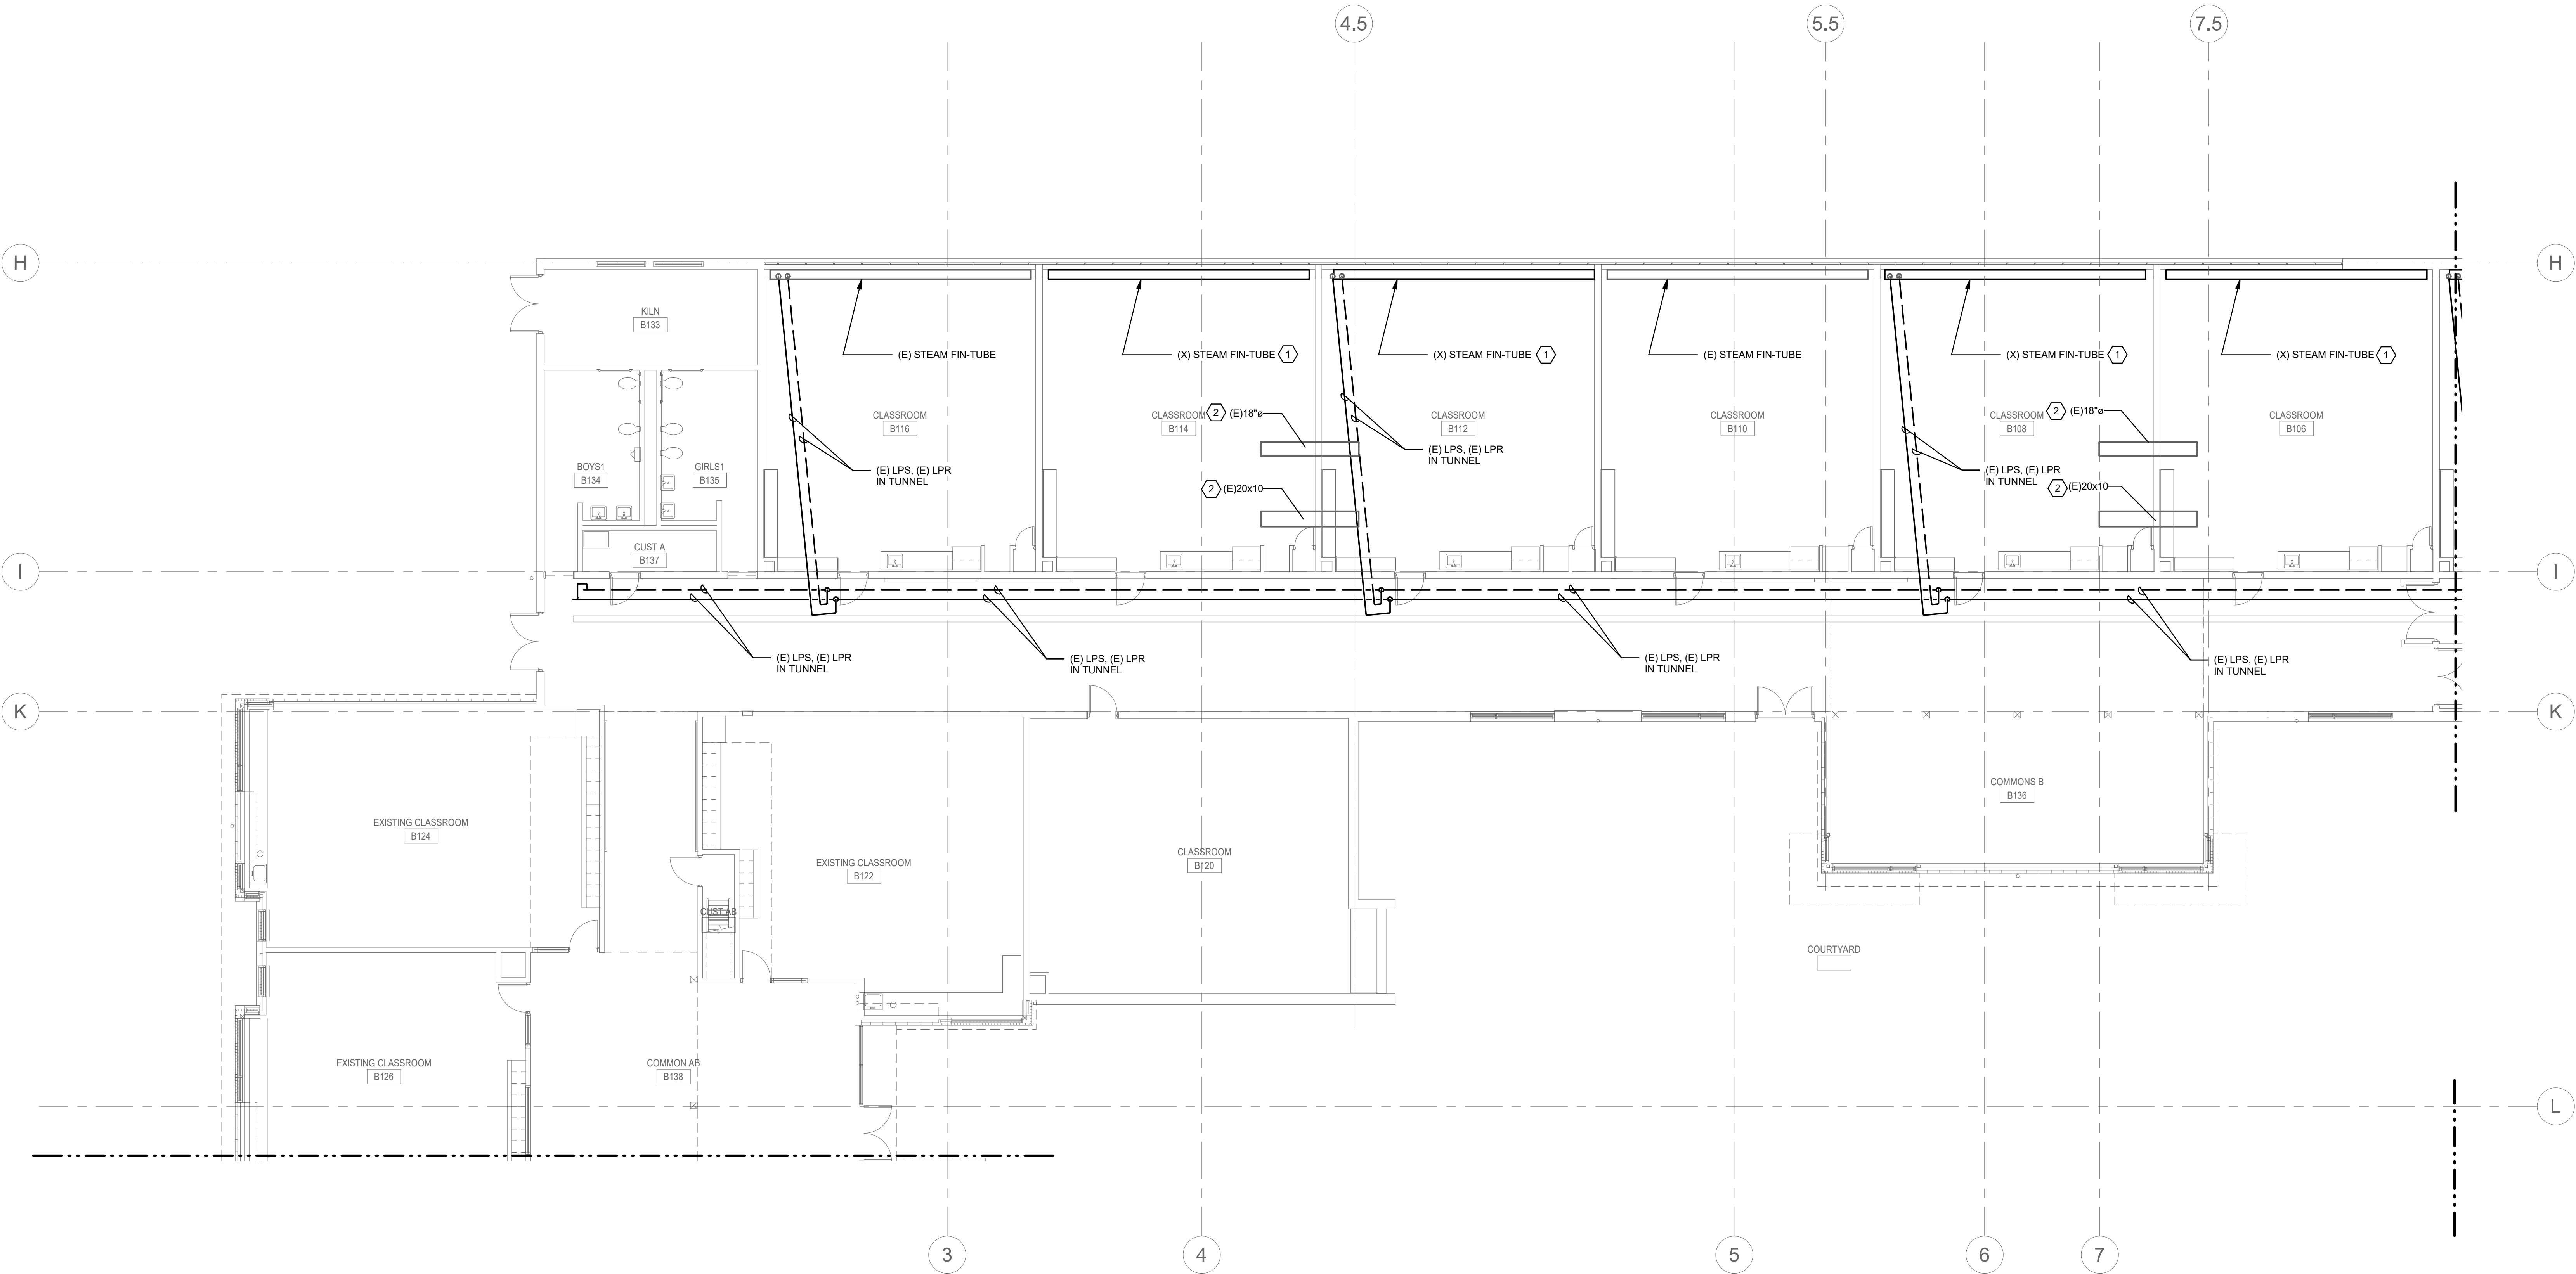 4.5
5.5
7.5
H
H
KILN
B133
(E) STEAM FIN-TUBE
(X) STEAM FIN-TUBE 1
(X) STEAM FIN-TUBE 1
(E) STEAM FIN-TUBE
(X) STEAM FIN-TUBE 1
(X) STEAM FIN-TUBE 1
CLASSROOM
B116
CLASSROOM
B114
2 (E)18"ø
CLASSROOM
B112
CLASSROOM
B110
CLASSROOM
B108
2 (E)18"ø
CLASSROOM
B106
(E) LPS, (E) LPR
IN TUNNEL
(E) LPS, (E) LPR
IN TUNNEL
(E) LPS, (E) LPR
IN TUNNEL
2 (E)20x10
2 (E)20x10
BOYS1
B134
GIRLS1
B135
CUST A
B137
I
I
(E) LPS, (E) LPR
IN TUNNEL
(E) LPS, (E) LPR
IN TUNNEL
(E) LPS, (E) LPR
IN TUNNEL
(E) LPS, (E) LPR
IN TUNNEL
K
K
COMMONS B
B136
EXISTING CLASSROOM
B124
EXISTING CLASSROOM
B122
CLASSROOM
B120
CUST AB
COURTYARD
EXISTING CLASSROOM
B126
COMMON AB
B138
L
3
4
5
6
7